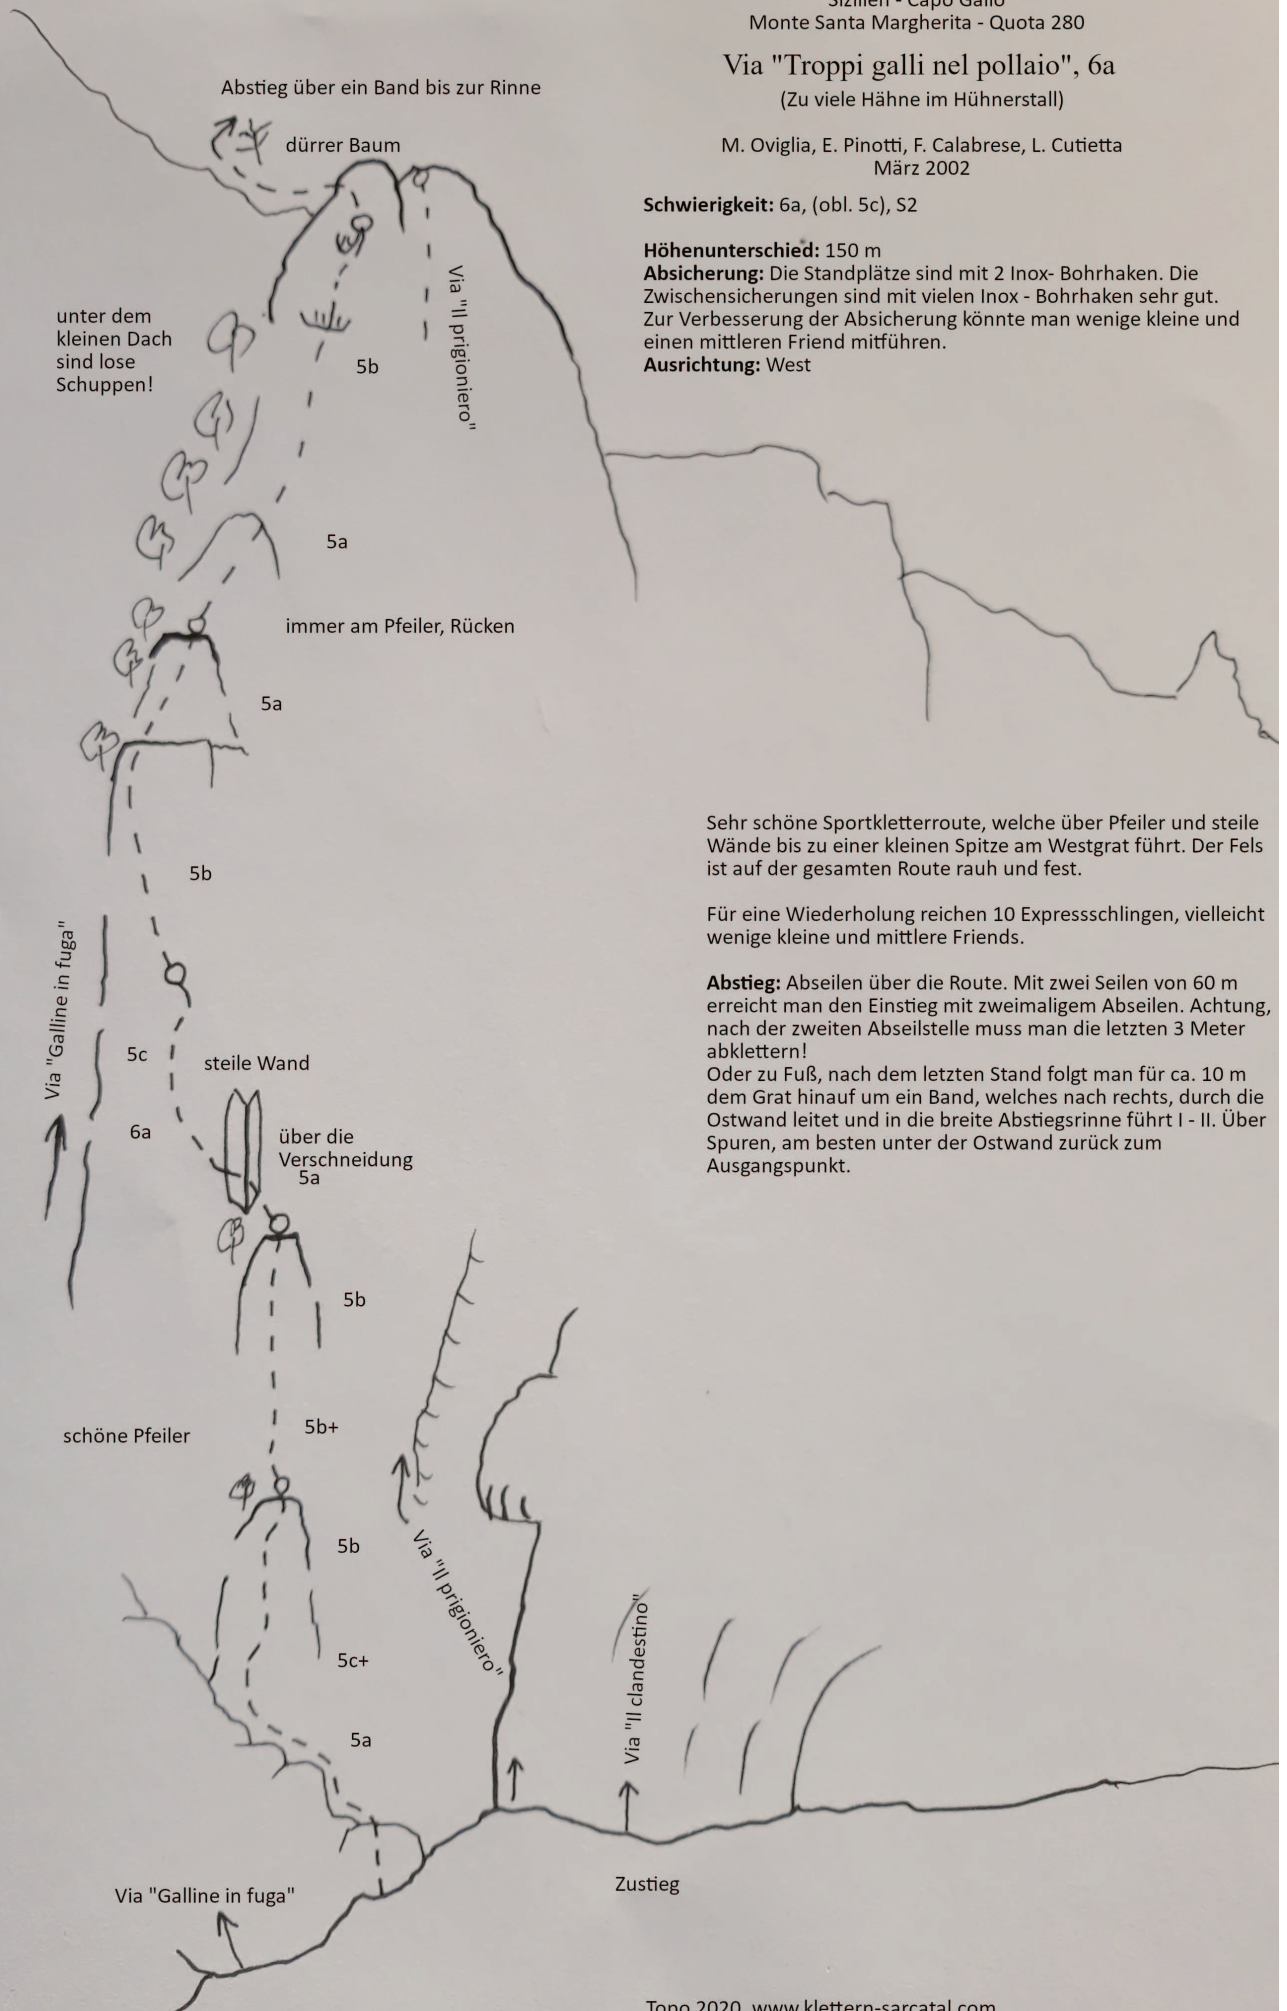 Sizilien - Capo Gallo
Monte Santa Margherita - Quota 280
Via "Troppi galli nel pollaio", 6a
(Zu viele Hähne im Hühnerstall)
M. Oviglia, E. Pinotti, F. Calabrese, L. Cutietta
März 2002
Schwierigkeit: 6a, (obl. 5c), S2
Höhenunterschied: 150 m
Absicherung: Die Standplätze sind mit 2 Inox- Bohrhaken. Die
Zwischensicherungen sind mit vielen Inox - Bohrhaken sehr gut.
Zur Verbesserung der Absicherung könnte man wenige kleine und
einen mittleren Friend mitführen.
Ausrichtung: West
Abstieg über ein Band bis zur Rinne
dürrer Baum
Via "Il prigioniero"
unter dem
kleinen Dach
sind lose
Schuppen!
5b
5a
immer am Pfeiler, Rücken
5a
5b
Sehr schöne Sportkletterroute, welche über Pfeiler und steile
Wände bis zu einer kleinen Spitze am Westgrat führt. Der Fels
ist auf der gesamten Route rauh und fest.
Für eine Wiederholung reichen 10 Expressschlingen, vielleicht
wenige kleine und mittlere Friends.
Abstieg: Abseilen über die Route. Mit zwei Seilen von 60 m
erreicht man den Einstieg mit zweimaligem Abseilen. Achtung,
nach der zweiten Abseilstelle muss man die letzten 3 Meter
abklettern!
Oder zu Fuß, nach dem letzten Stand folgt man für ca. 10 m
dem Grat hinauf um ein Band, welches nach rechts, durch die
Ostwand leitet und in die breite Abstiegsrinne führt I - II. Über
Spuren, am besten unter der Ostwand zurück zum
Ausgangspunkt.
Via "Galline in fuga"
5c
steile Wand
6a
über die
Verschneidung
5a
5b
5b+
schöne Pfeiler
5b
Via "Il prigioniero"
5c+
Via "Il clandestino"
5a
Zustieg
Via "Galline in fuga"
Topo 2020, www.klettern-sarcatal.com